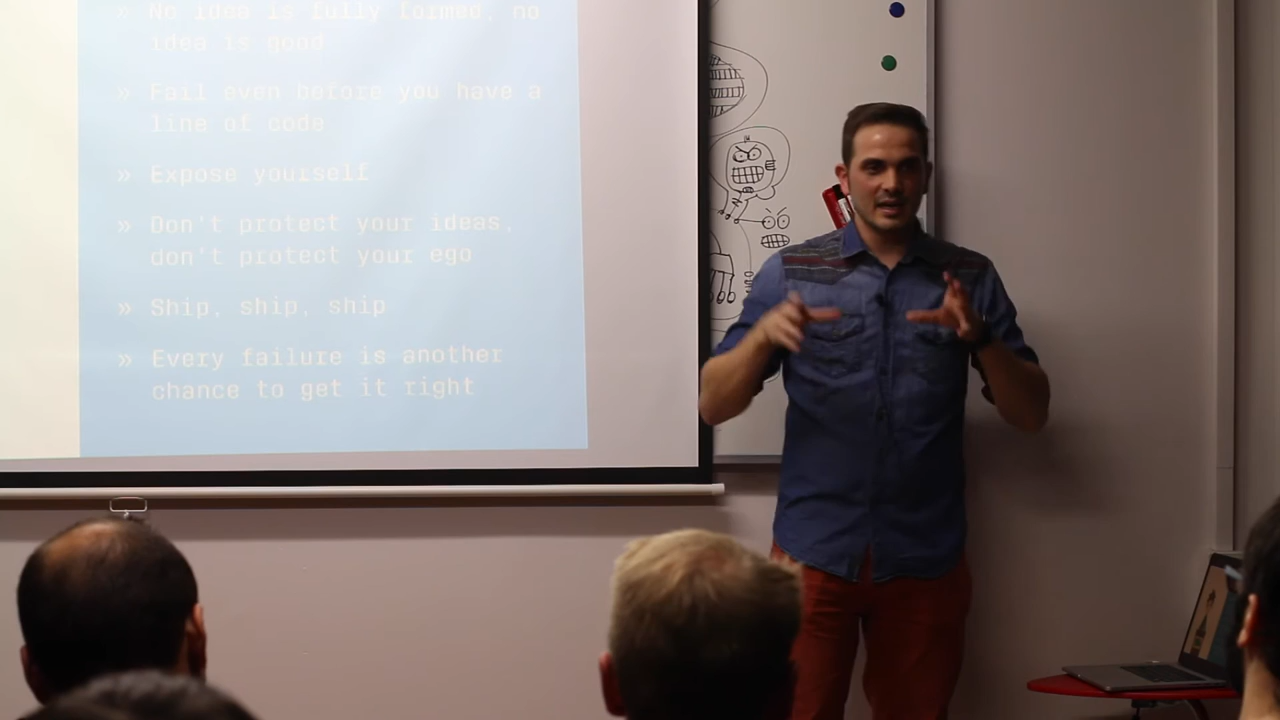 » No idea is fully formed, no
idea is good
» Fail even before you have a
line of code
» Expose yourself
» Don't protect your ideas,
don't protect your ego
» Ship, ship, ship
» Every failure is another
chance to get it right